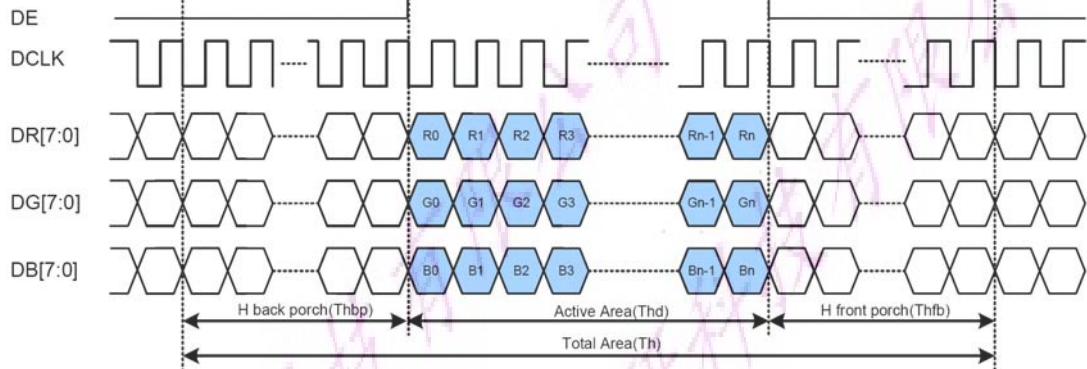 DE
DCLK
DR[7:0] R0 R1 R2 R3 Rn-1 Rn
DG[7:0] G0 G1 G2 G3 Gn-1 Gn
DB[7:0] B0 B1 B2 B3 Bn-1 Bn
H back porch(Thbp) Active Area(Thd) H front porch(Thfb)
Total Area(Th)